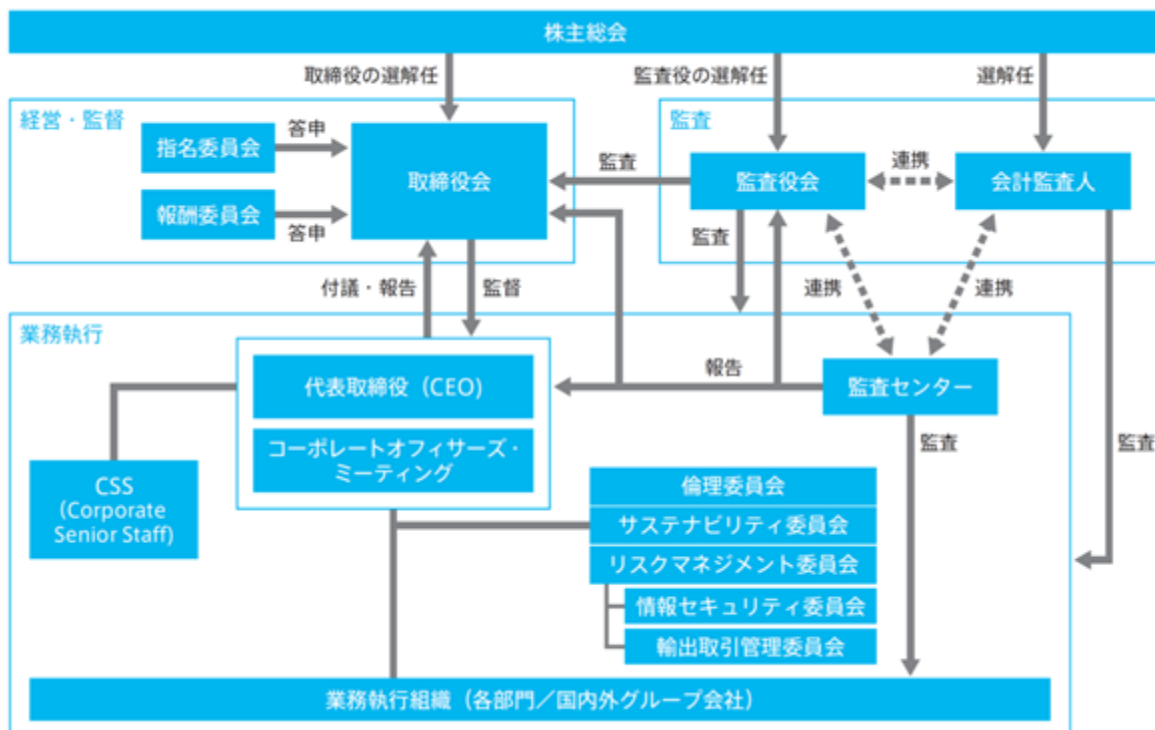 株主総会
取締役の選解任
監査役の選解任
選解任
経営・監督
指名委員会
答申
報酬委員会
答申
取締役会
監査
監査
監査役会
連携
会計監査人
監査
付議・報告
監督
連携
連携
業務執行
代表取締役（CEO）
コーポレートオフィサーズ・
ミーティング
報告
監査センター
監査
監査
CSS
（Corporate
Senior Staff）
倫理委員会
サステナビリティ委員会
リスクマネジメント委員会
情報セキュリティ委員会
輸出取引管理委員会
業務執行組織（各部門／国内外グループ会社）